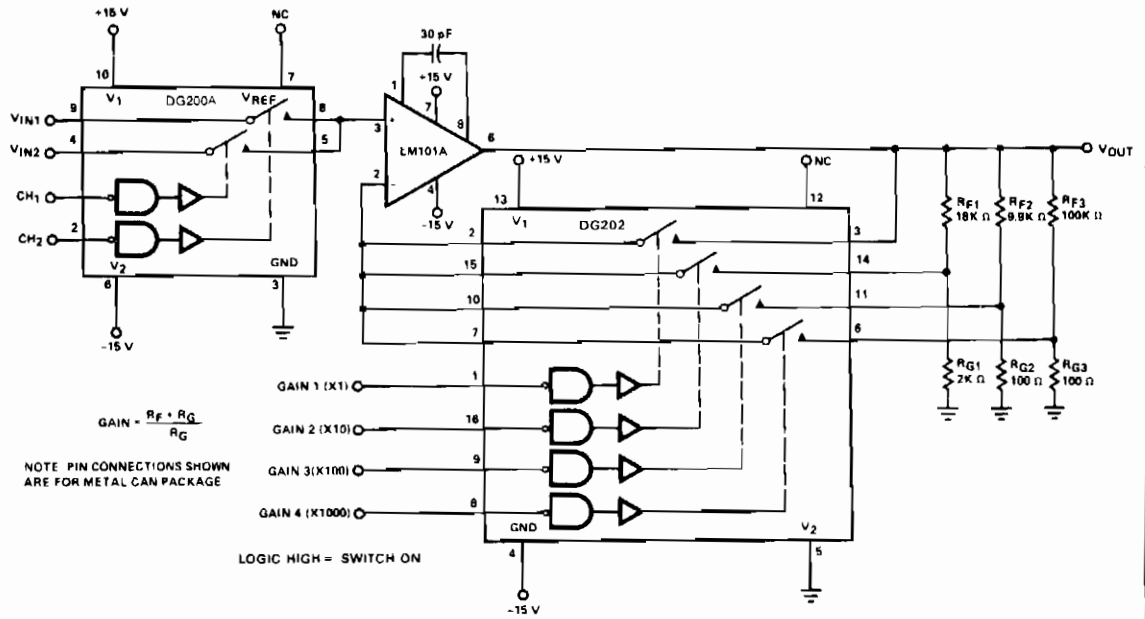 +15 V
NC
30 pF
10
7
V1
DG200A
VREF
1
+15 V
7
VIN1
9
8
3
+
8
6
VIN2
4
5
LM101A
VOUT
2
−
4
-15 V
+15 V
NC
CH1
1
13
12
RF1
18K Ω
RF2
9.9K Ω
RF3
100K Ω
V1
DG202
CH2
2
2
3
V2
GND
6
3
15
14
10
11
-15 V
7
6
RG1
2K Ω
RG2
100 Ω
RG3
100 Ω
GAIN 1 (X1)
1
GAIN = RF + RG
RG
GAIN 2 (X10)
16
NOTE PIN CONNECTIONS SHOWN
ARE FOR METAL CAN PACKAGE
GAIN 3 (X100)
9
GAIN 4 (X1000)
8
GND
V2
LOGIC HIGH = SWITCH ON
4
5
-15 V